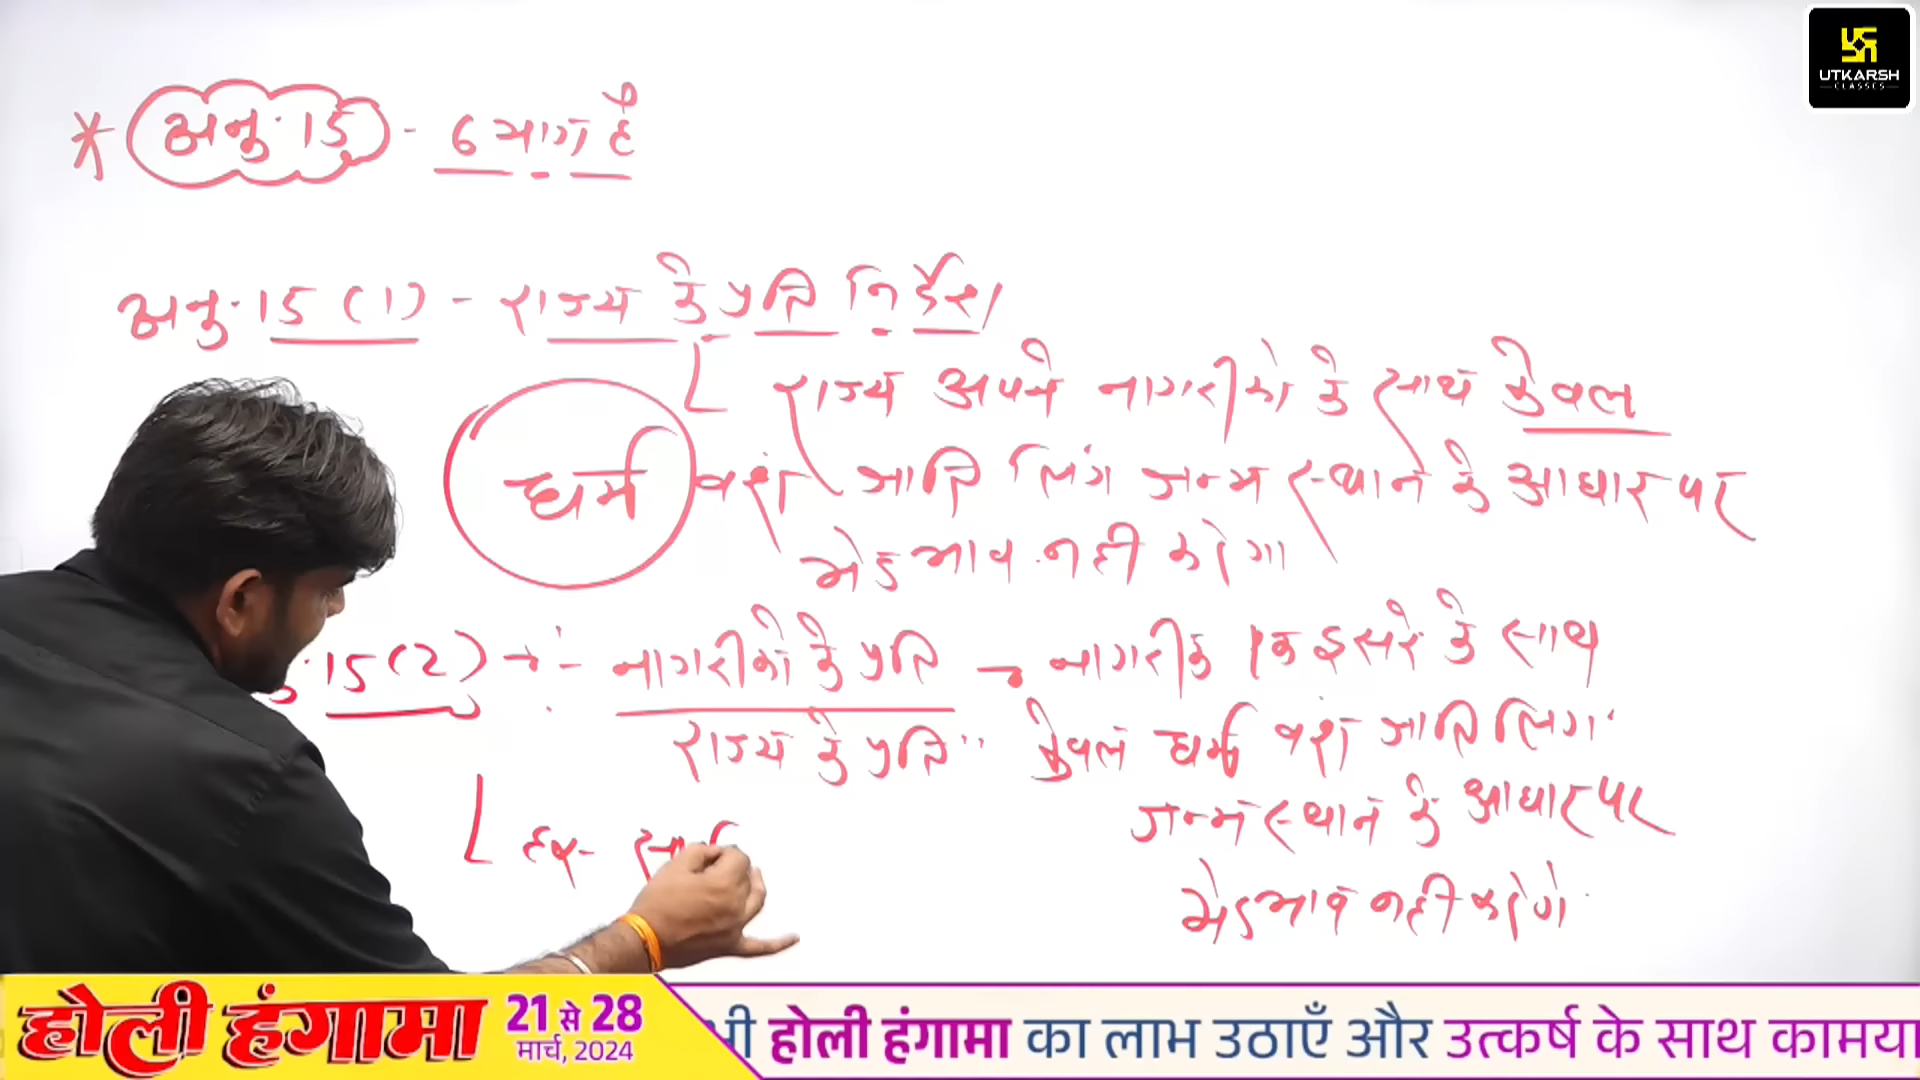 * अनु. 15 - 6 भाग है
अनु. 15 (1) - राज्य के प्रति निर्देश
राज्य अपने नागरीको के साथ केवल
धर्म वंश जाति लिंग जन्म स्थान के आधार पर
भेदभाव नही करेगा
15 (2) → :- नागरीको के प्रति → नागरीक एक दुसरे के साथ
राज्य के प्रति " केवल धर्म वंश जाति लिंग
जन्म स्थान के आधार पर
भेदभाव नही करेगे
UTKARSH
CLASSES
होली हंगामा 21 से 28
मार्च, 2024
भी होली हंगामा का लाभ उठाएँ और उत्कर्ष के साथ कामया